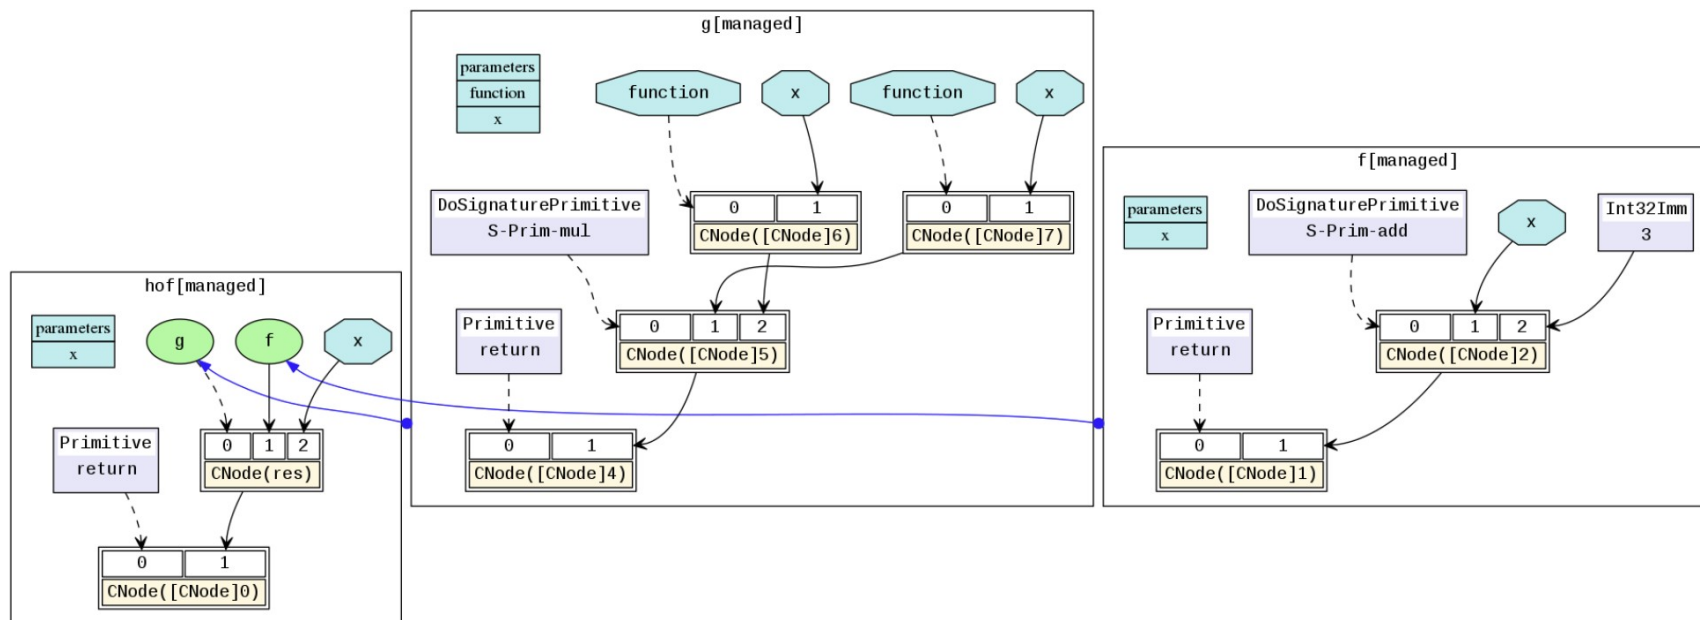 hof[managed]
parameters
x
g
f
x
Primitive
return
0 1 2
CNode(res)
0 1
CNode([CNode]0)
g[managed]
parameters
function
x
function
x
function
x
DoSignaturePrimitive
S-Prim-mul
0 1
CNode([CNode]6)
0 1
CNode([CNode]7)
Primitive
return
0 1 2
CNode([CNode]5)
0 1
CNode([CNode]4)
f[managed]
parameters
x
DoSignaturePrimitive
S-Prim-add
x
Int32Imm
3
Primitive
return
0 1 2
CNode([CNode]2)
0 1
CNode([CNode]1)